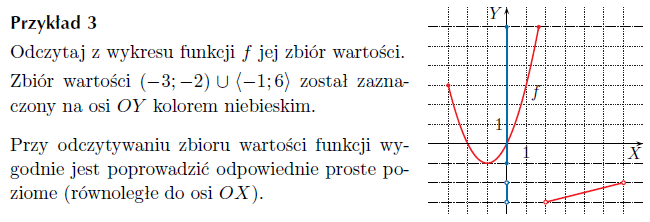 Przykład 3
Odczytaj z wykresu funkcji f jej zbiór wartości.
Zbiór wartości (−3; −2) ∪ ⟨−1; 6⟩ został zazna-
czony na osi OY kolorem niebieskim.
Przy odczytywaniu zbioru wartości funkcji wy-
godnie jest poprowadzić odpowiednie proste po-
ziome (równoległe do osi OX).
Y
f
1
1
X